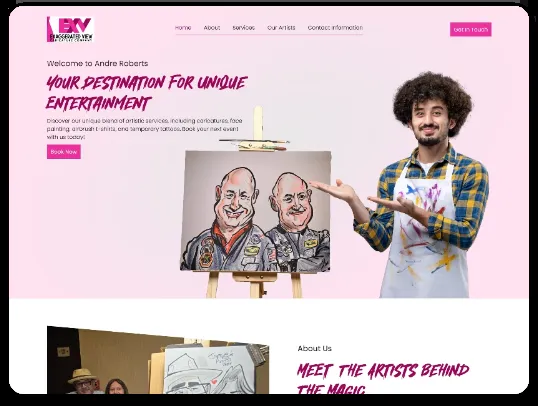 EXV
EXAGGERATED VIEW
Home About Services Our Artists Contact Information
Get In Touch
Welcome to Andre Roberts
YOUR DESTINATION FOR UNIQUE
ENTERTAINMENT
Discover our unique blend of artistic services, including caricatures, face
painting, airbrush t-shirts, and temporary tattoos. Book your next event
with us today!
Book Now
About Us
MEET THE ARTISTS BEHIND
THE MAGIC